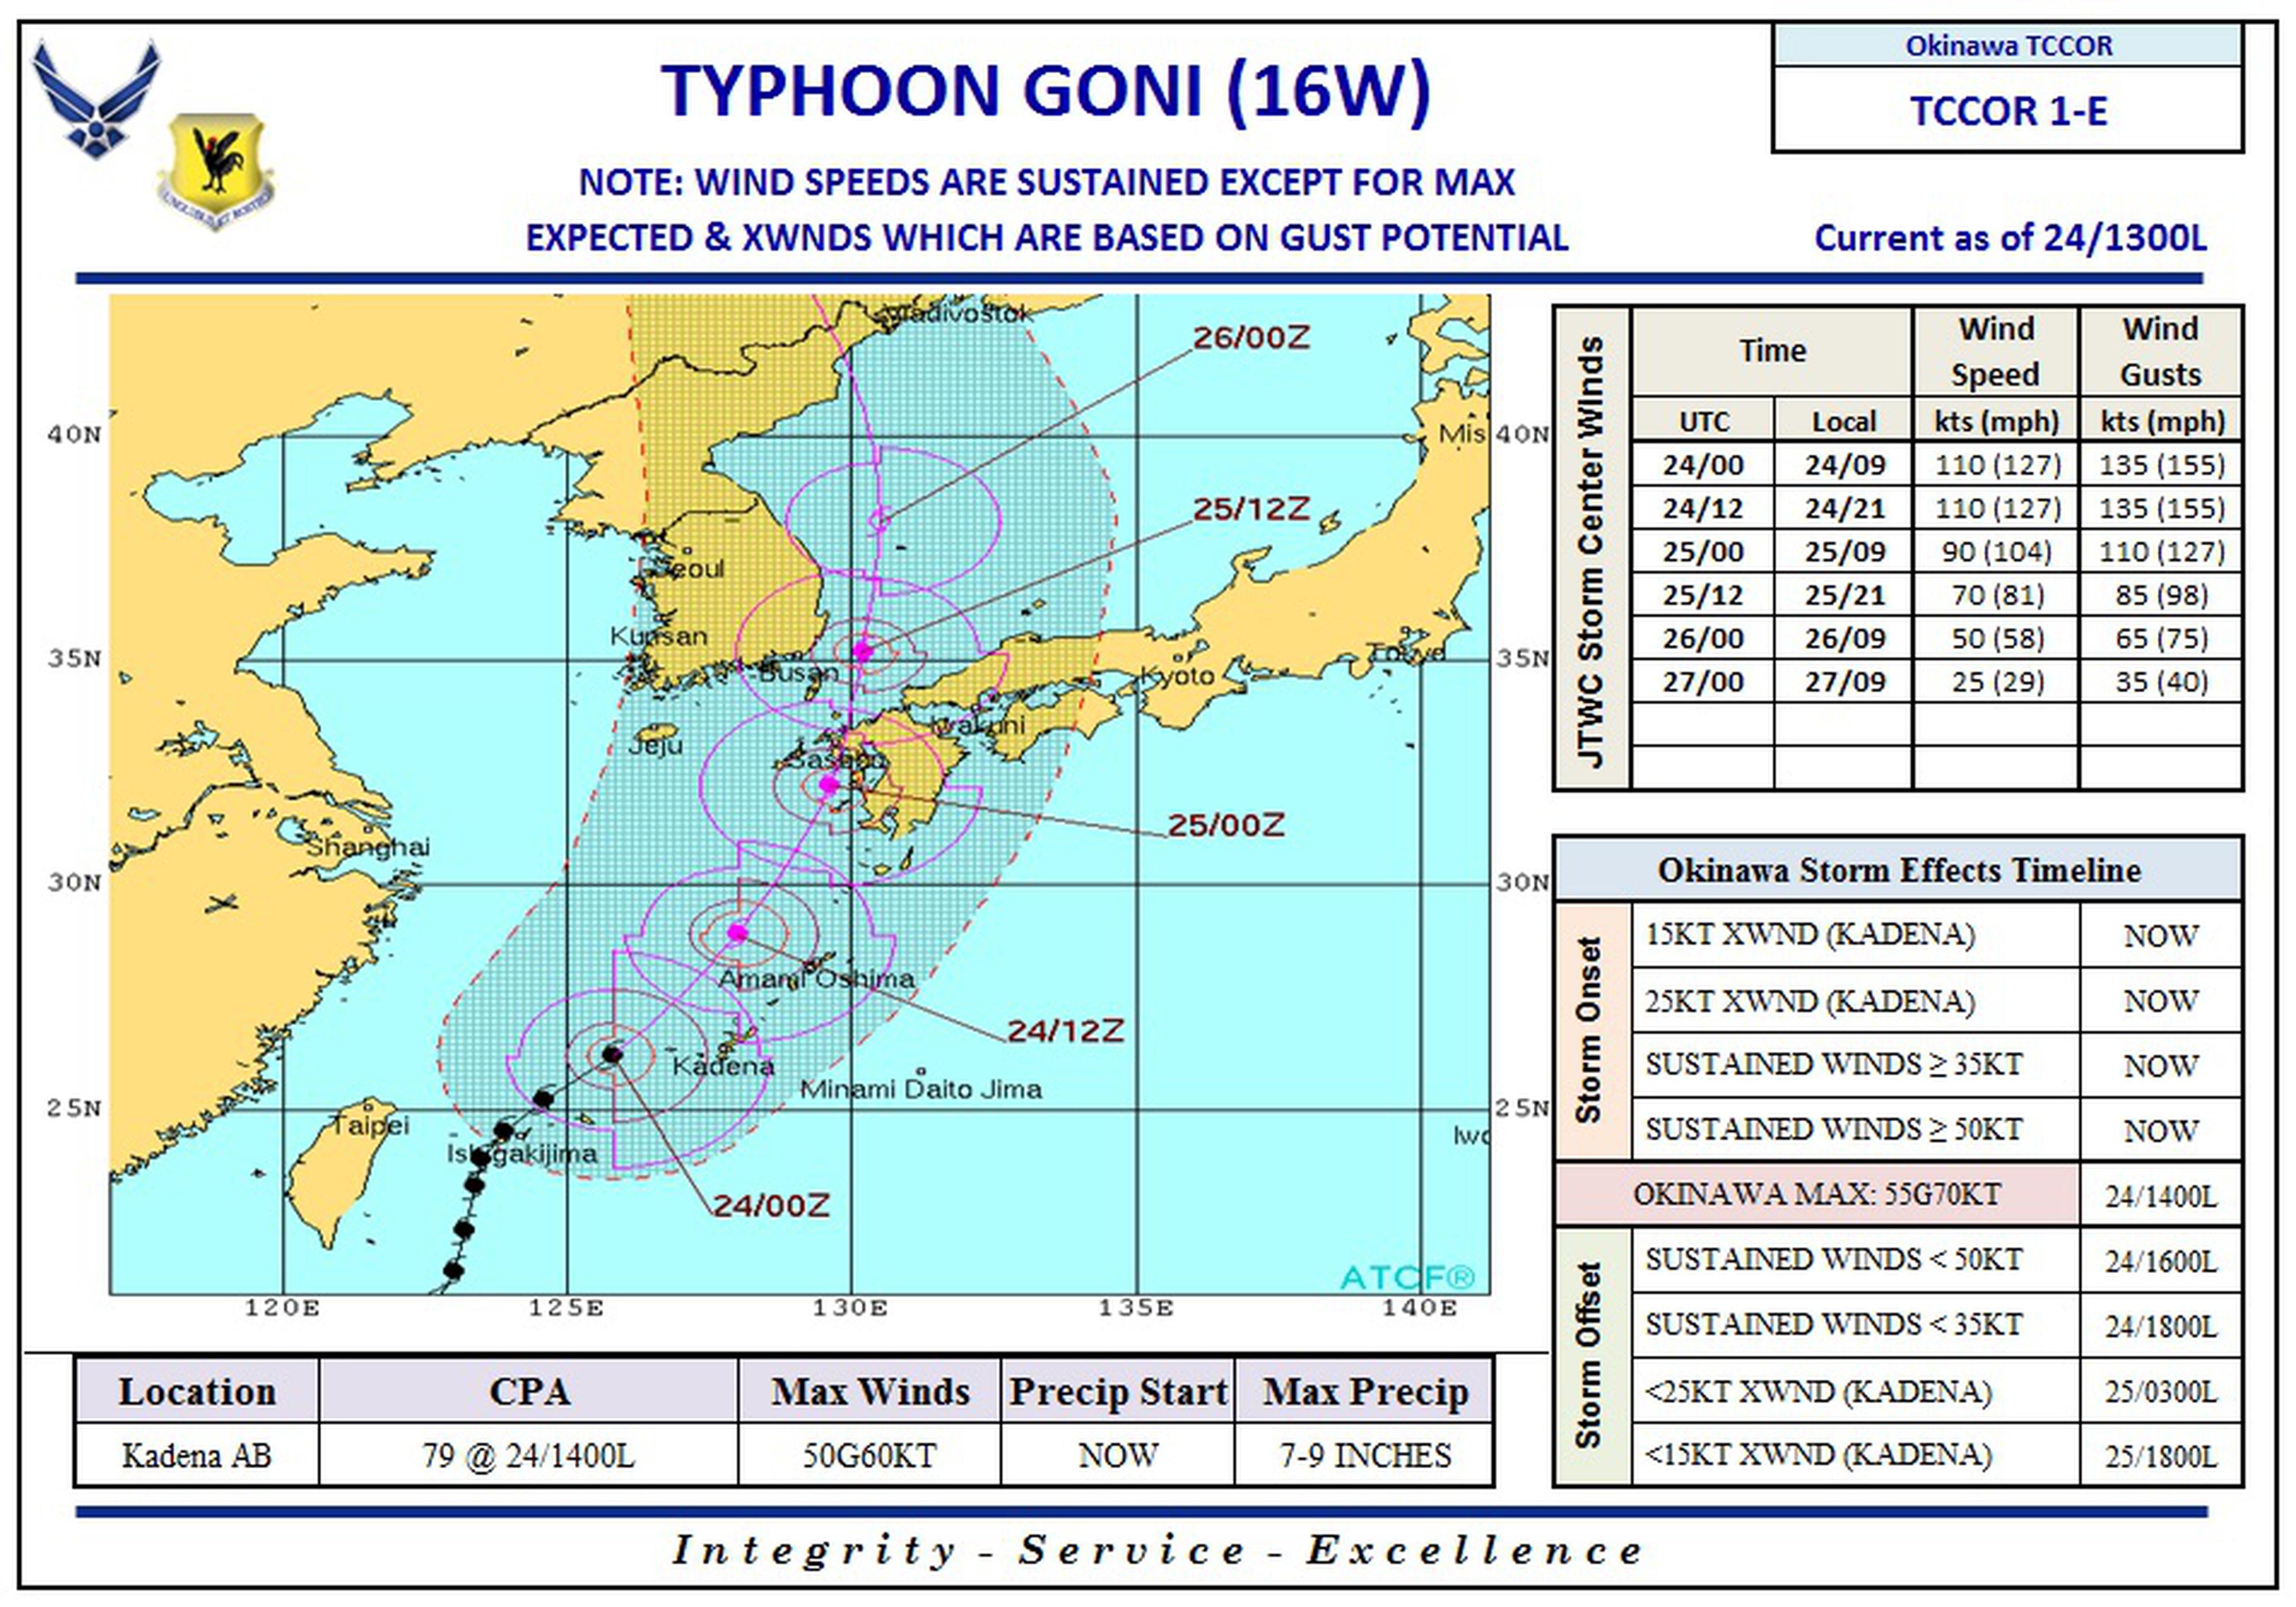 Okinawa TCCOR
TYPHOON GONI (16W)
TCCOR 1-E
NOTE: WIND SPEEDS ARE SUSTAINED EXCEPT FOR MAX
EXPECTED & XWNDS WHICH ARE BASED ON GUST POTENTIAL
Current as of 24/1300L
Vladivostok
26/00Z
40N
Mis
40N
25/12Z
Seoul
Kunsan
35N
Busan
Kyoto
Tokyo
35N
Jeju
Iwakuni
Sasebo
25/00Z
Shanghai
30N
30N
Amami Oshima
24/12Z
Kadena
Minami Daito Jima
25N
25N
Taipei
Iwo
Ishigakijima
24/00Z
ATCF®
120E 125E 130E 135E 140E
JTWC Storm Center Winds
Time Wind Speed Wind Gusts
UTC Local kts (mph) kts (mph)
24/00 24/09 110 (127) 135 (155)
24/12 24/21 110 (127) 135 (155)
25/00 25/09 90 (104) 110 (127)
25/12 25/21 70 (81) 85 (98)
26/00 26/09 50 (58) 65 (75)
27/00 27/09 25 (29) 35 (40)
Okinawa Storm Effects Timeline
Storm Onset
15KT XWND (KADENA) NOW
25KT XWND (KADENA) NOW
SUSTAINED WINDS ≥ 35KT NOW
SUSTAINED WINDS ≥ 50KT NOW
OKINAWA MAX: 55G70KT 24/1400L
Storm Offset
SUSTAINED WINDS < 50KT 24/1600L
SUSTAINED WINDS < 35KT 24/1800L
<25KT XWND (KADENA) 25/0300L
<15KT XWND (KADENA) 25/1800L
Location CPA Max Winds Precip Start Max Precip
Kadena AB 79 @ 24/1400L 50G60KT NOW 7-9 INCHES
Integrity - Service - Excellence